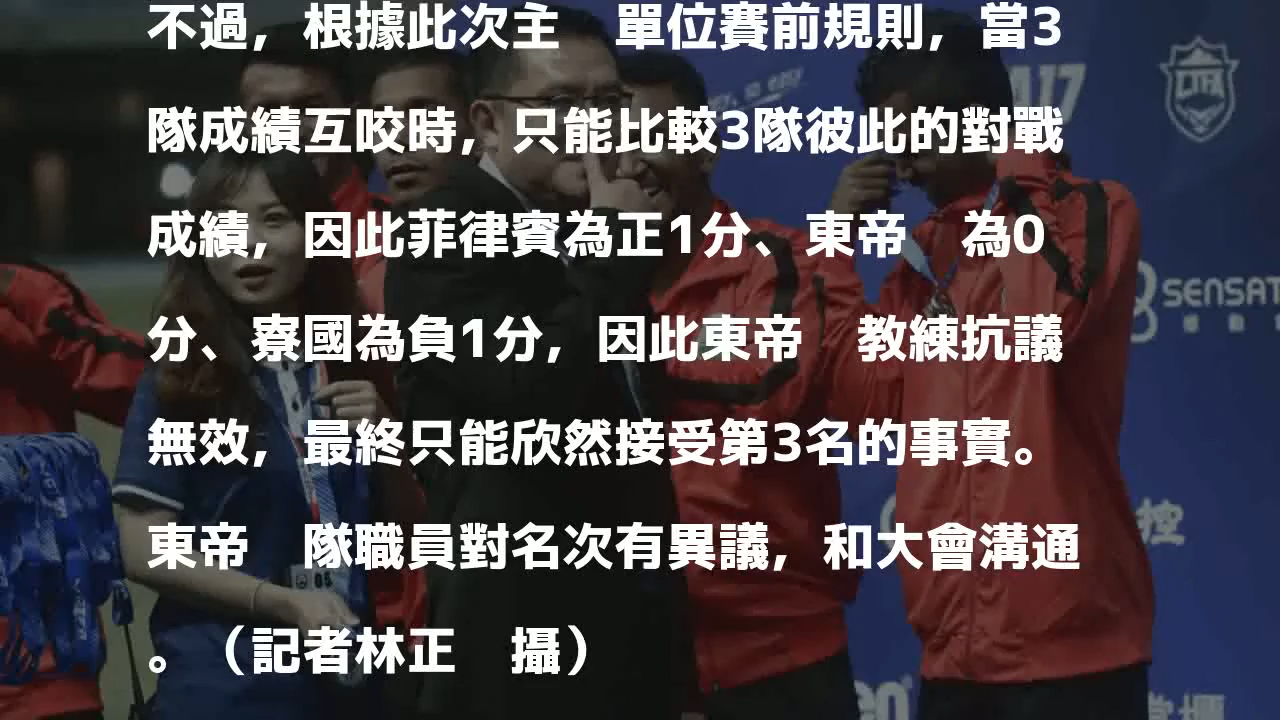 不過，根據此次主　單位賽前規則，當3
隊成績互咬時，只能比較3隊彼此的對戰
成績，因此菲律賓為正1分、東帝　為0
分、寮國為負1分，因此東帝　教練抗議
無效，最終只能欣然接受第3名的事實。
東帝　隊職員對名次有異議，和大會溝通
。（記者林正　攝）
CTFA
SENSAT
控
05